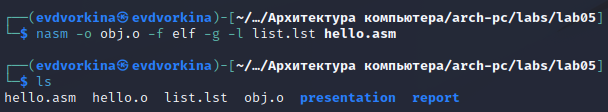 ┌──(evdvorkina㉿evdvorkina)-[~/…/Архитектура компьютера/arch-pc/labs/lab05]
└─$ nasm -o obj.o -f elf -g -l list.lst hello.asm
┌──(evdvorkina㉿evdvorkina)-[~/…/Архитектура компьютера/arch-pc/labs/lab05]
└─$ ls
hello.asm  hello.o  list.lst  obj.o  presentation  report